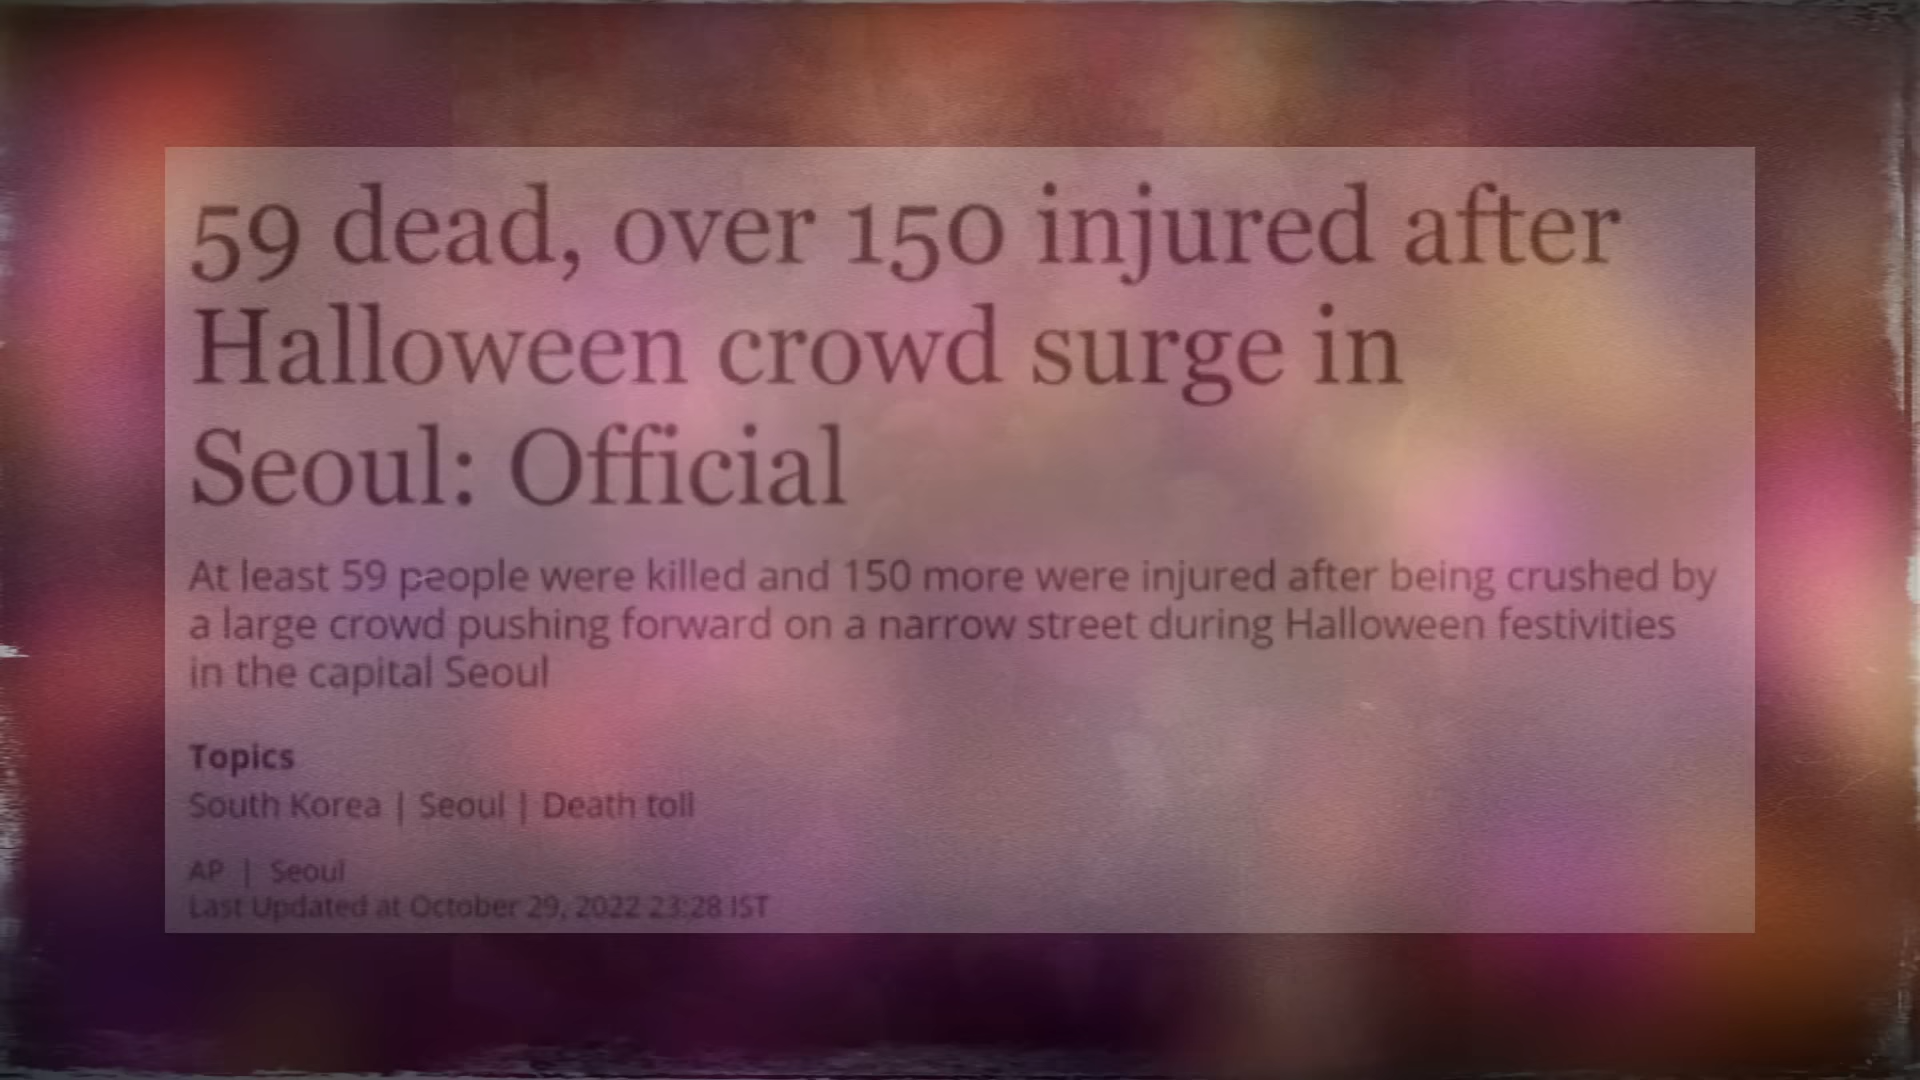 59 dead, over 150 injured after
Halloween crowd surge in
Seoul: Official
At least 59 people were killed and 150 more were injured after being crushed by
a large crowd pushing forward on a narrow street during Halloween festivities
in the capital Seoul
Topics
South Korea | Seoul | Death toll
AP | Seoul
Last Updated at October 29, 2022 23:28 IST